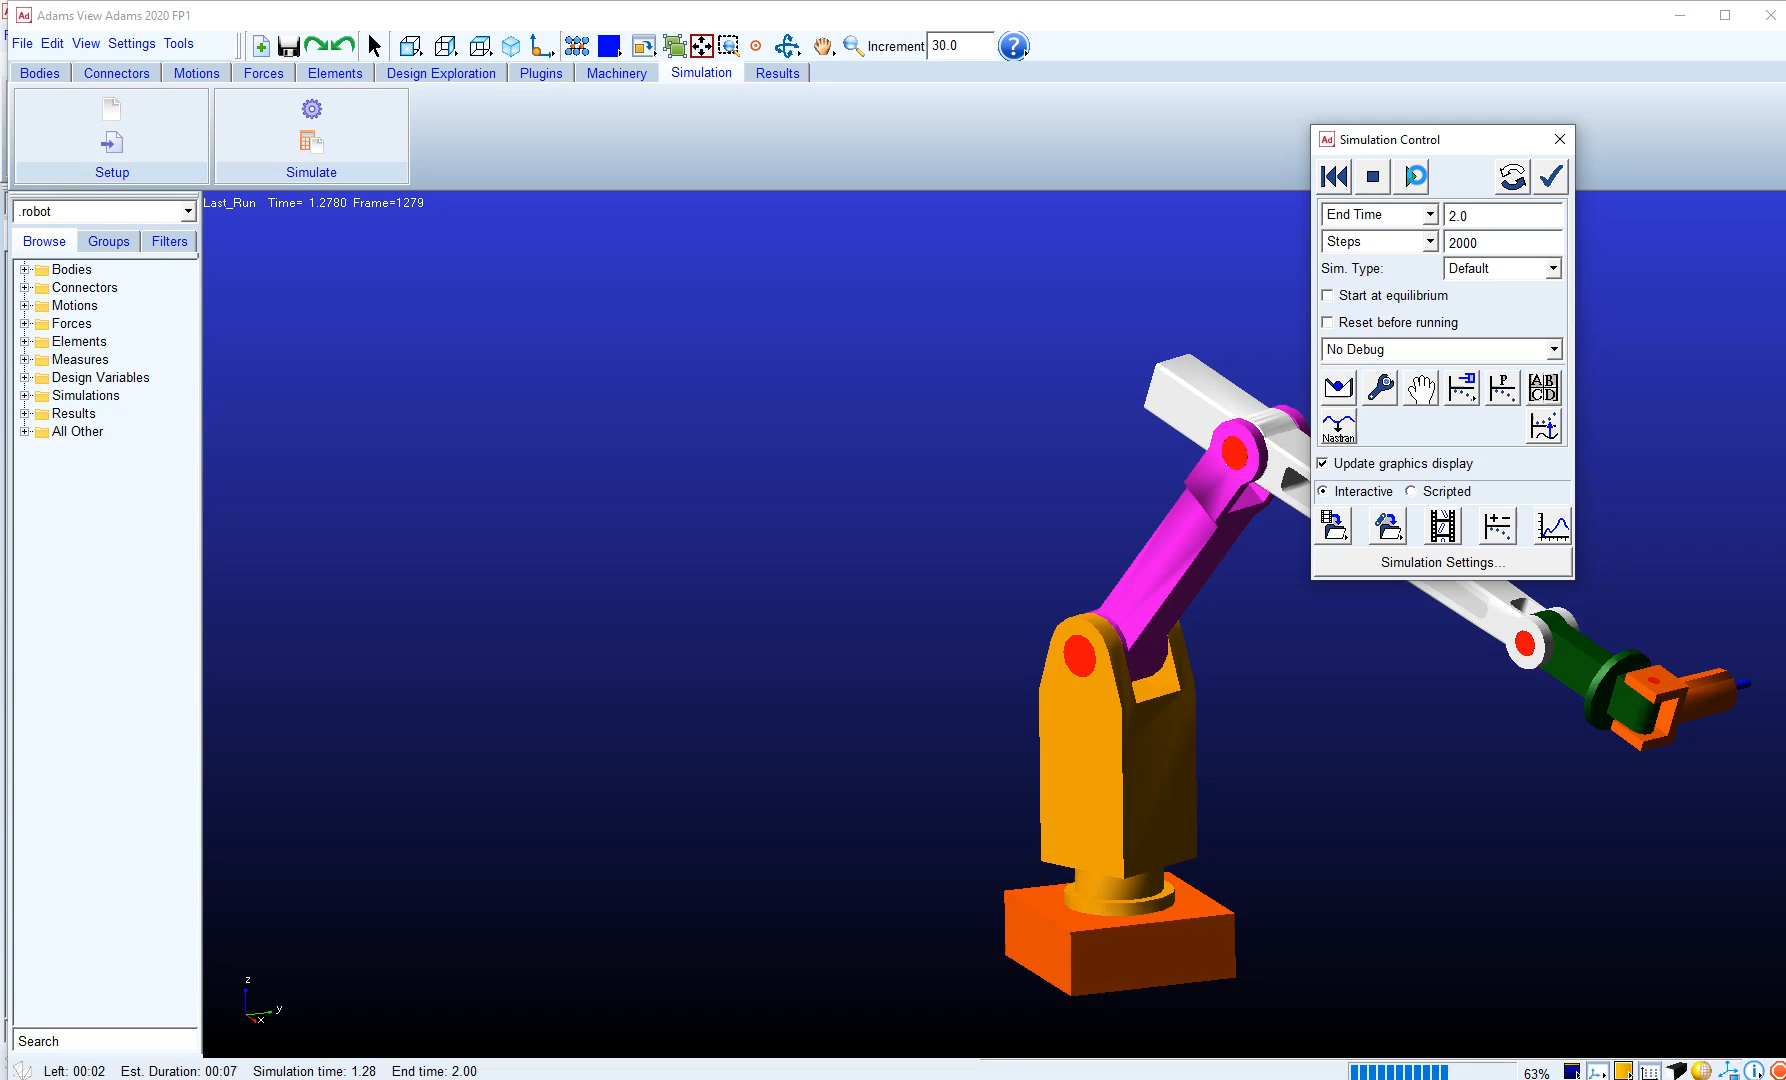 Ad Adams View Adams 2020 FP1
File Edit View Settings Tools
Increment 30.0 ?
Bodies Connectors Motions Forces Elements Design Exploration Plugins Machinery Simulation Results
Setup Simulate
.robot
Browse Groups Filters
Bodies
Connectors
Motions
Forces
Elements
Measures
Design Variables
Simulations
Results
All Other
Search
Last_Run Time= 1.2780 Frame=1279
z
y
x
Ad Simulation Control
End Time 2.0
Steps 2000
Sim. Type: Default
Start at equilibrium
Reset before running
No Debug
P A B C D
Nastran
Update graphics display
Interactive Scripted
Simulation Settings...
Left: 00:02 Est. Duration: 00:07 Simulation time: 1.28 End time: 2.00 63%